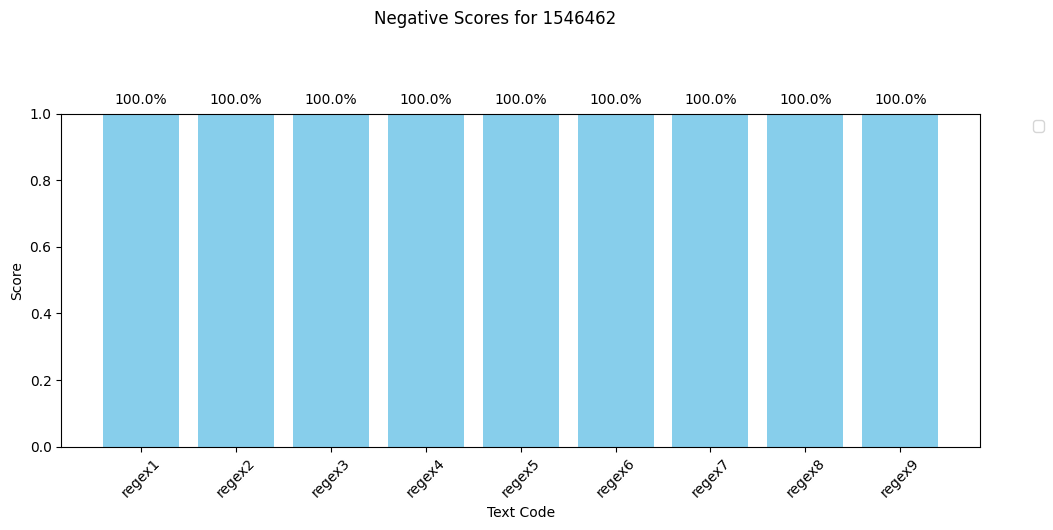 Negative Scores for 1546462
100.0% 100.0% 100.0% 100.0% 100.0% 100.0% 100.0% 100.0% 100.0%
1.0
0.8
0.6
0.4
0.2
0.0
Score
regex1 regex2 regex3 regex4 regex5 regex6 regex7 regex8 regex9
Text Code